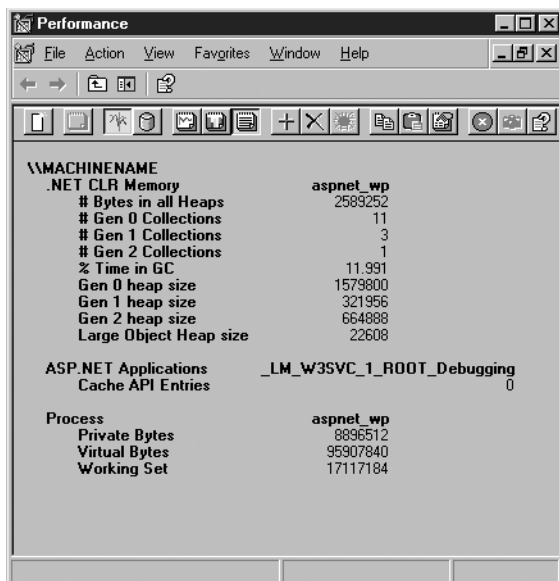 Performance
File Action View Favorites Window Help
\\MACHINENAME
.NET CLR Memory aspnet_wp
# Bytes in all Heaps 2589252
# Gen 0 Collections 11
# Gen 1 Collections 3
# Gen 2 Collections 1
% Time in GC 11.991
Gen 0 heap size 1579800
Gen 1 heap size 321956
Gen 2 heap size 664888
Large Object Heap size 22608
ASP.NET Applications _LM_W3SVC_1_ROOT_Debugging
Cache API Entries 0
Process aspnet_wp
Private Bytes 8896512
Virtual Bytes 95907840
Working Set 17117184